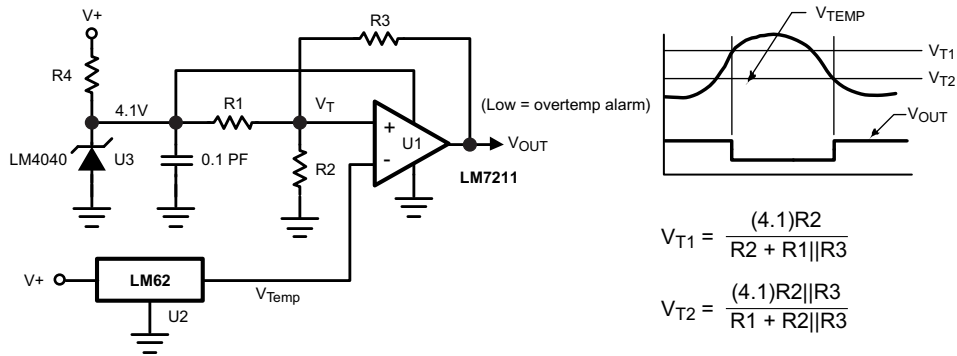 V+
R3
R4
4.1V
R1
VT
+
U1
-
(Low = overtemp alarm)
VOUT
LM4040
U3
0.1 PF
R2
LM7211
V+
LM62
VTemp
U2
VTEMP
VT1
VT2
VOUT
VT1 = (4.1)R2
R2 + R1||R3
VT2 = (4.1)R2||R3
R1 + R2||R3